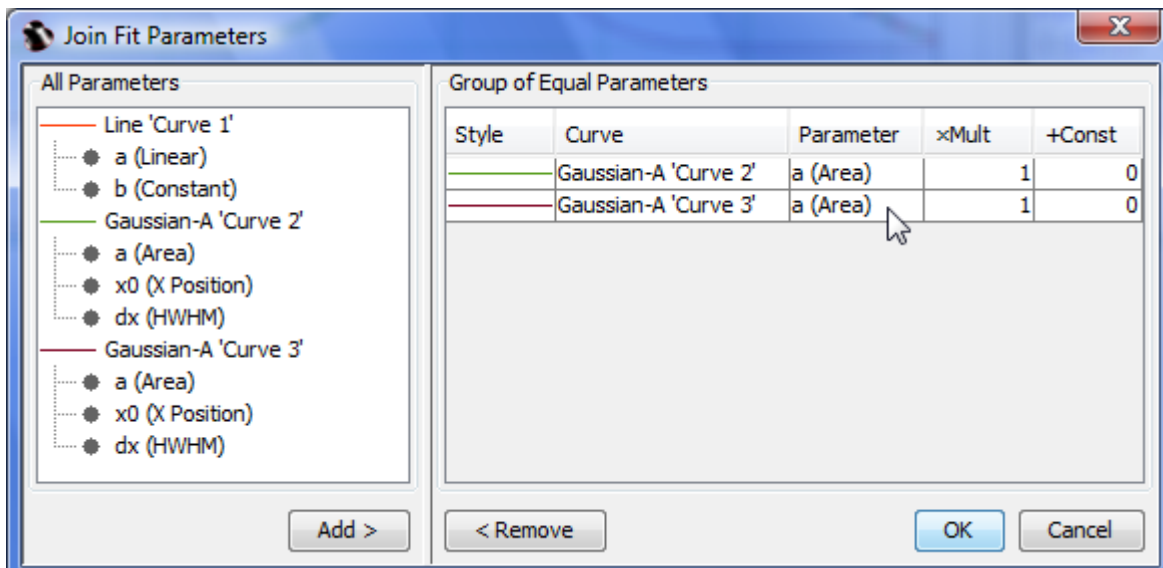 Join Fit Parameters
All Parameters
Line 'Curve 1'
a (Linear)
b (Constant)
Gaussian-A 'Curve 2'
a (Area)
x0 (X Position)
dx (HWHM)
Gaussian-A 'Curve 3'
a (Area)
x0 (X Position)
dx (HWHM)
Add >
Group of Equal Parameters
Style Curve Parameter ×Mult +Const
Gaussian-A 'Curve 2' a (Area) 1 0
Gaussian-A 'Curve 3' a (Area) 1 0
< Remove OK Cancel